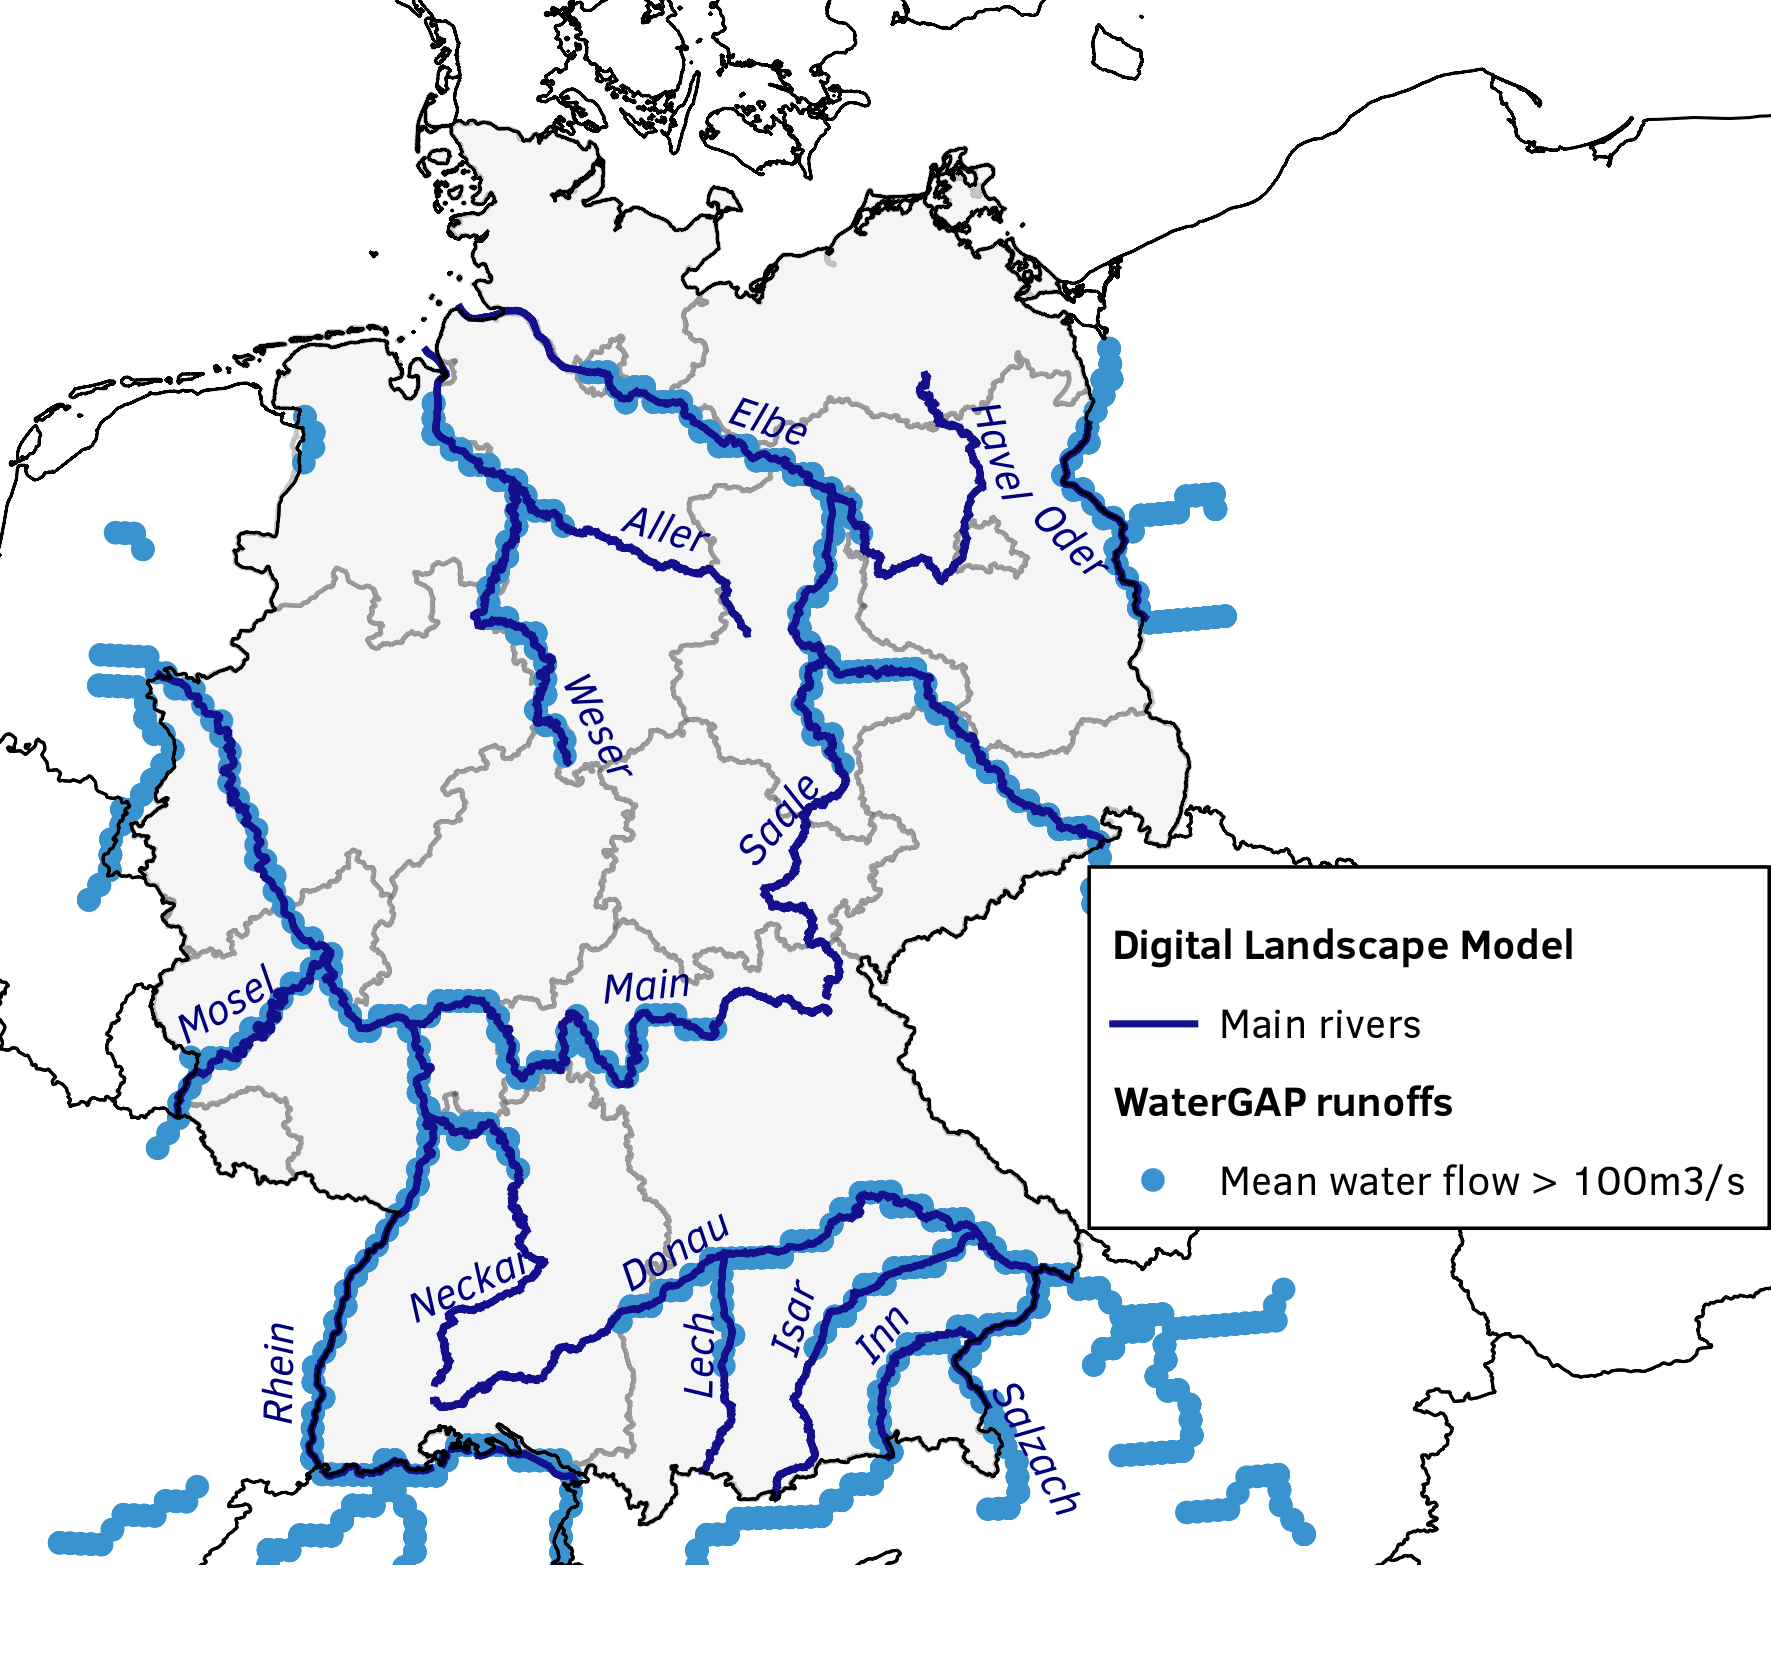 Elbe
Havel
Oder
Aller
Weser
Saale
Mosel
Main
Neckar
Donau
Rhein
Lech
Isar
Inn
Salzach
Digital Landscape Model
Main rivers
WaterGAP runoffs
Mean water flow > 100m3/s